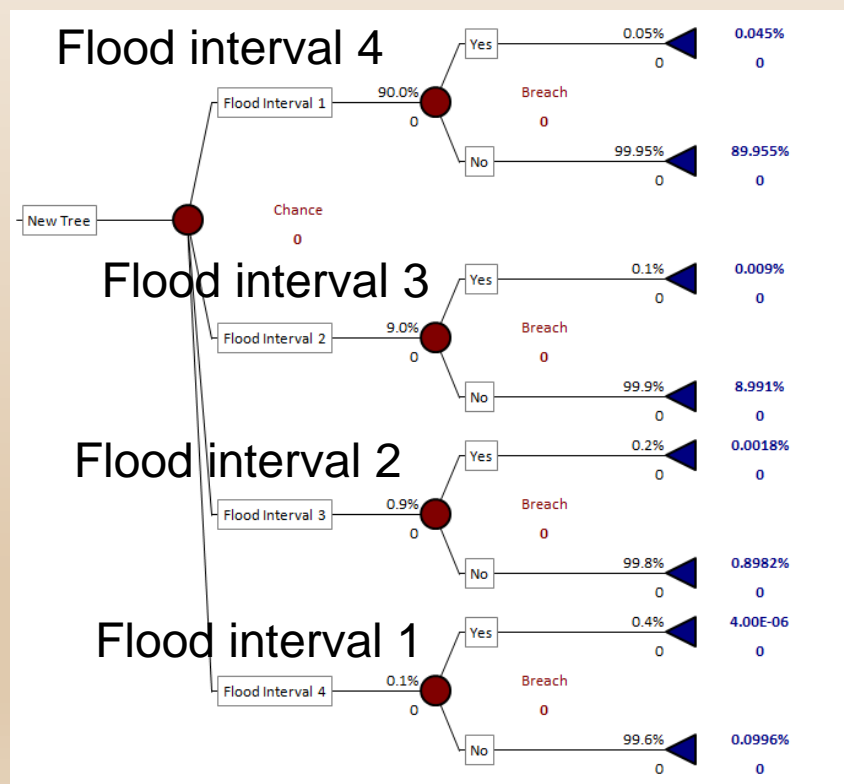 Flood interval 4
Yes
0.05%
0.045%
0
0
Flood Interval 1
90.0%
0
Breach
0
No
99.95%
89.955%
0
0
New Tree
Chance
0
Flood interval 3
Yes
0.1%
0.009%
0
0
Flood Interval 2
9.0%
0
Breach
0
No
99.9%
8.991%
0
0
Flood interval 2
Yes
0.2%
0.0018%
0
0
Flood Interval 3
0.9%
0
Breach
0
No
99.8%
0.8982%
0
0
Flood interval 1
Yes
0.4%
4.00E-06
0
0
Flood Interval 4
0.1%
0
Breach
0
No
99.6%
0.0996%
0
0